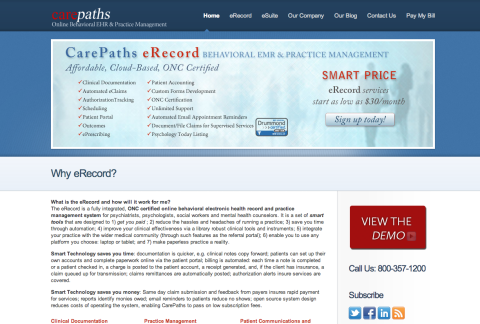 carepaths
Online Behavioral EHR & Practice Management
Home eRecord eSuite Our Company Our Blog Contact Us Pay My Bill
CarePaths eRecord BEHAVIORAL EMR & PRACTICE MANAGEMENT
Affordable, Cloud-Based, ONC Certified
Clinical Documentation
Automated eClaims
AuthorizationTracking
Scheduling
Patient Portal
Outcomes
ePrescribing
Patient Accounting
Custom Forms Development
ONC Certification
Unlimited Support
Automated Email Appointment Reminders
Document/File Claims for Supervised Services
Psychology Today Listing
Drummond
SMART PRICE
eRecord services
start as low as $30/month
Sign up today!
Why eRecord?
What is the eRecord and how will it work for me?
The eRecord is a fully integrated, ONC certified online behavioral electronic health record and practice
management system for psychiatrists, psychologists, social workers and mental health counselors. It is a set of smart
tools that are designed to 1) get you paid ; 2) reduce the hassles and headaches of running a practice; 3) save you time
through automation; 4) improve your clinical effectiveness via a library robust clinical tools and instruments; 5) integrate
your practice with the wider medical community (through such features as the referral portal); 6) enable you to use any
platform you choose: laptop or tablet; and 7) make paperless practice a reality.
Smart Technology saves you time: documentation is quicker, e.g. clinical notes copy forward; patients can set up their
own accounts and complete paperwork online via the patient portal; billing is automated: each time a note is completed
or a patient checked in, a charge is posted to the patient account, a receipt generated and, if the client has insurance, a
claim queued up for transmission; claims remittances are automatically posted; authorization alerts insure services are
covered.
Smart Technology saves you money: Same day claim submission and feedback from payers insures rapid payment
for services; reports identify monies owed; email reminders to patients reduce no shows; open source design system
reduces costs of operating the system, enabling CarePaths to pass on low subscription fees.
Clinical Documentation Practice Management Patient Communications and
VIEW THE
DEMO
Call Us: 800-357-1200
Subscribe